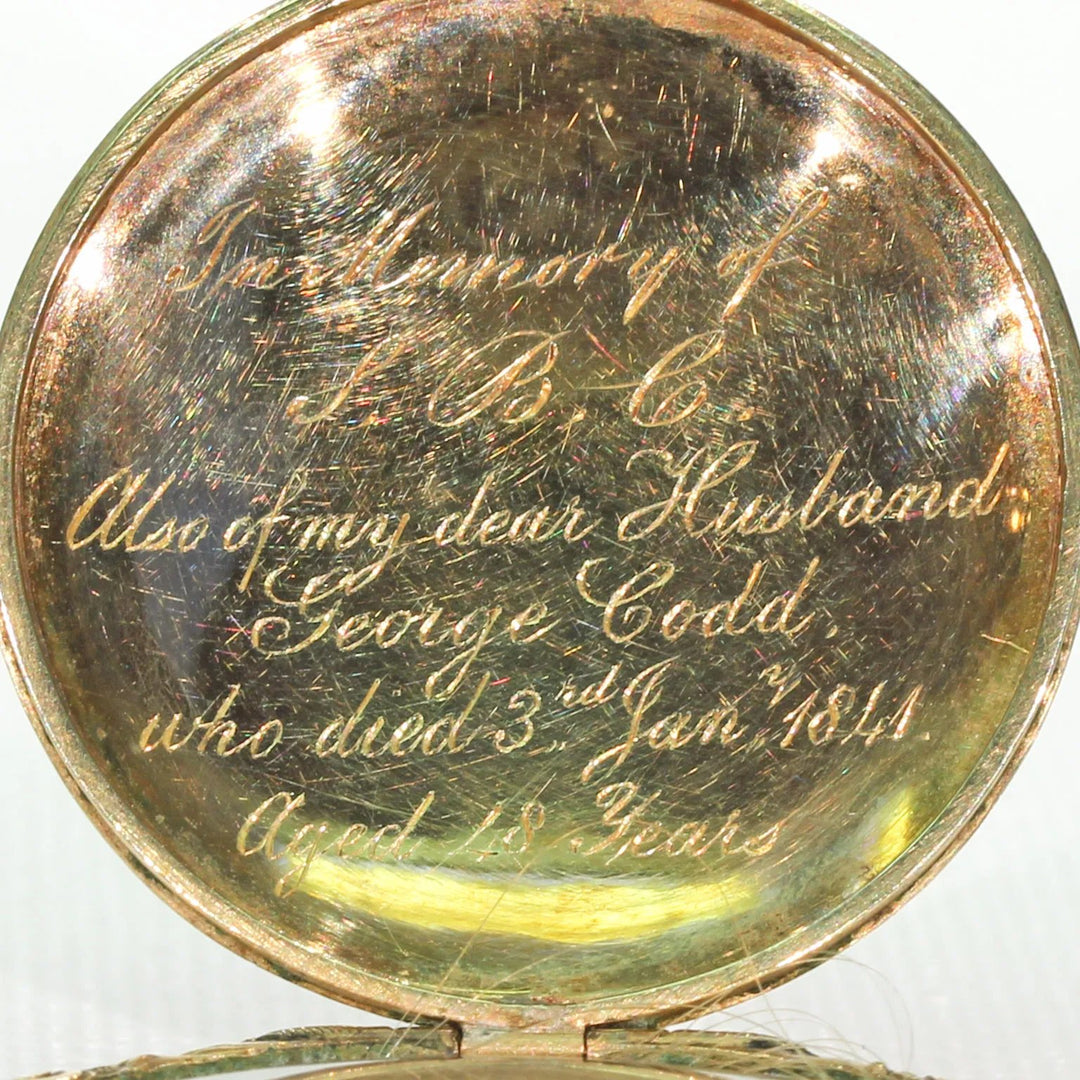 In Memory of
I. B. C.
Also of my dear Husband,
George Codd.
who died 3rd Jany, 1841.
Aged 18 Years